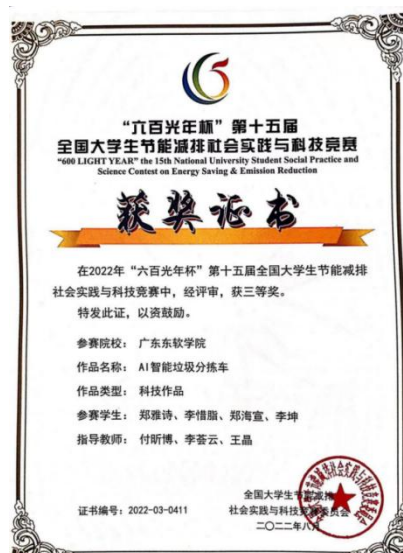 “六百光年杯”第十五届
全国大学生节能减排社会实践与科技竞赛
“600 LIGHT YEAR” the 15th National University Student Social Practice and
Science Contest on Energy Saving & Emission Reduction
获奖证书
在2022年“六百光年杯”第十五届全国大学生节能减排
社会实践与科技竞赛中，经评审，获三等奖。
特发此证，以资鼓励。
参赛院校：广东东软学院
作品名称：AI智能垃圾分拣车
作品类型：科技作品
参赛学生：郑雅诗、李惜脂、郑海宣、李坤
指导教师：付昕博、李荟云、王晶
全国大学生节能减排
社会实践与科技竞赛委员会
证书编号：2022-03-0411
二〇二二年八月